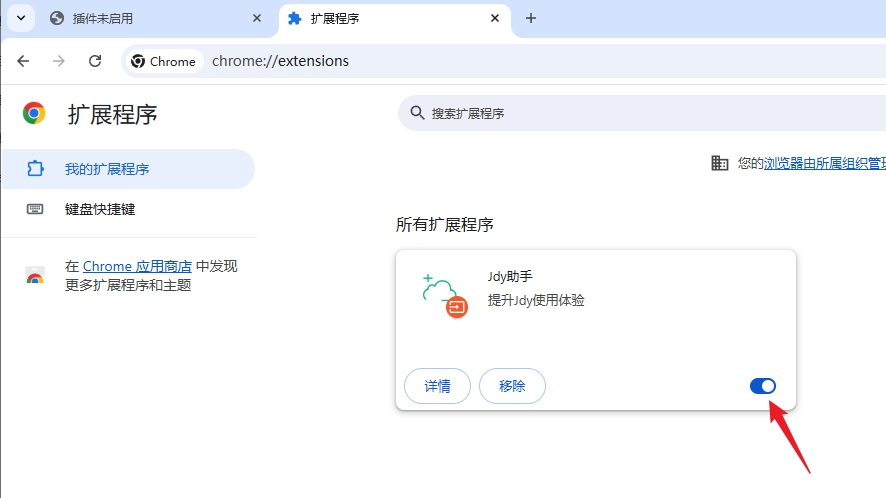 插件未启用
扩展程序
Chrome
chrome://extensions
扩展程序
搜索扩展程序
我的扩展程序
您的浏览器由所属组织管
键盘快捷键
所有扩展程序
在 Chrome 应用商店 中发现
更多扩展程序和主题
Jdy助手
提升Jdy使用体验
详情
移除